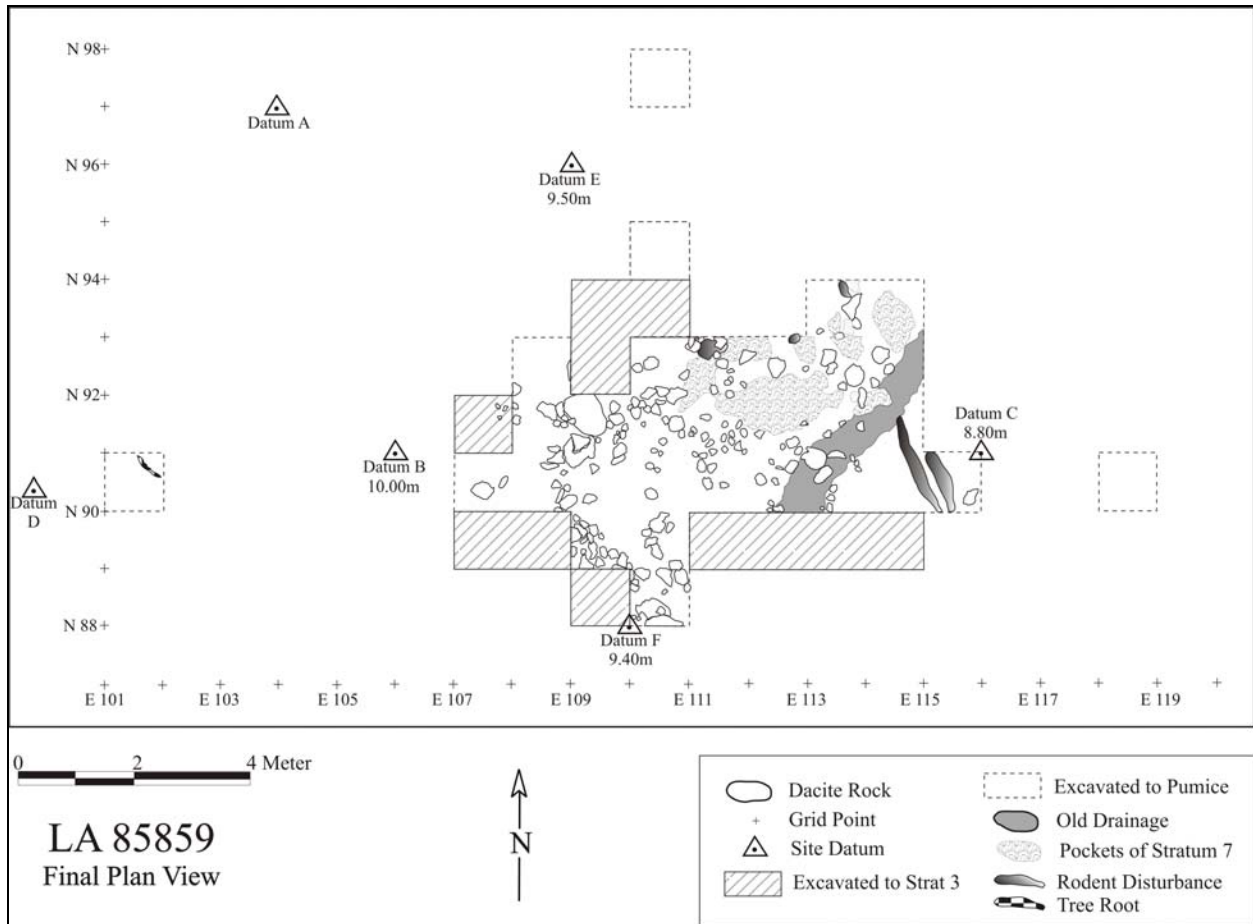 N 98
Datum A
N 96
Datum E
9.50m
N 94
N 92
Datum C
8.80m
Datum B
10.00m
Datum
D
N 90
N 88
Datum F
9.40m
E 101
E 103
E 105
E 107
E 109
E 111
E 113
E 115
E 117
E 119
0 2 4 Meter
LA 85859
Final Plan View
N
Dacite Rock
Grid Point
Site Datum
Excavated to Strat 3
Excavated to Pumice
Old Drainage
Pockets of Stratum 7
Rodent Disturbance
Tree Root